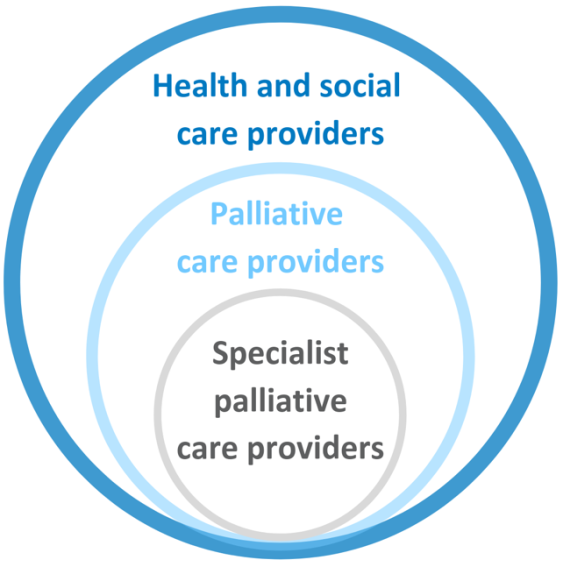 Health and social
care providers
Palliative
care providers
Specialist
palliative
care providers